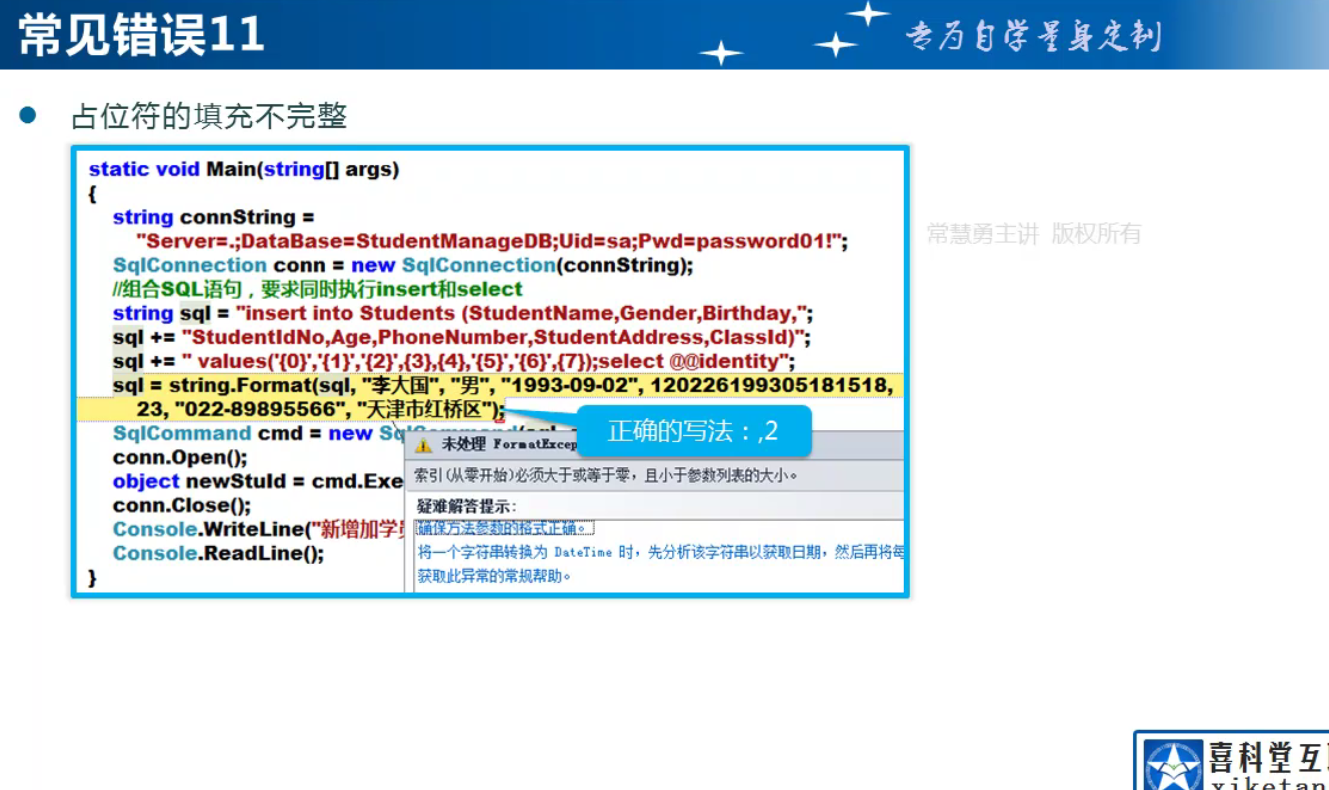 常见错误11
专为自学量身定制
占位符的填充不完整
static void Main(string[] args)
{
string connString =
"Server=.;DataBase=StudentManageDB;Uid=sa;Pwd=password01!";
常慧勇主讲 版权所有
SqlConnection conn = new SqlConnection(connString);
//组合SQL语句，要求同时执行insert和select
string sql = "insert into Students (StudentName,Gender,Birthday,";
sql += "StudentIdNo,Age,PhoneNumber,StudentAddress,ClassId)";
sql += " values('{0}','{1}','{2}',{3},{4},'{5}','{6}',{7});select @@identity";
sql = string.Format(sql, "李大国", "男", "1993-09-02", 120226199305181518,
23, "022-89895566", "天津市红桥区");
正确的写法：,2
SqlCommand cmd = new
未处理 FormatExcep
conn.Open();
索引(从零开始)必须大于或等于零，且小于参数列表的大小。
object newStuId = cmd.Exe
conn.Close();
疑难解答提示:
Console.WriteLine("新增加学
确保方法参数的格式正确。
Console.ReadLine();
将一个字符串转换为 DateTime 时，先分析该字符串以获取日期，然后再将每
获取此异常的常规帮助。
}
喜科堂互
xiketan